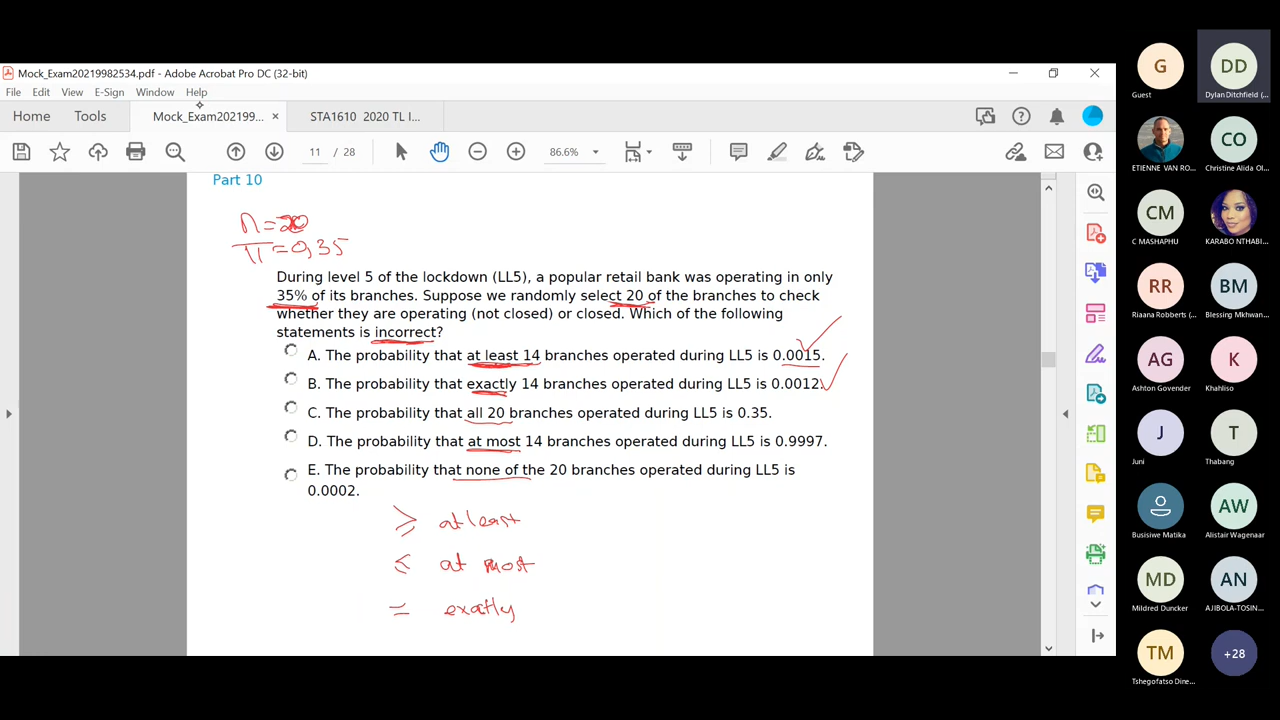 Mock_Exam20219982534.pdf - Adobe Acrobat Pro DC (32-bit)
File Edit View E-Sign Window Help
Home Tools Mock_Exam20219982534... × STA1610 2020 TL I...
11 / 28 86.6%
Part 10
n=20
π=0,35
During level 5 of the lockdown (LL5), a popular retail bank was operating in only
35% of its branches. Suppose we randomly select 20 of the branches to check
whether they are operating (not closed) or closed. Which of the following
statements is incorrect?
A. The probability that at least 14 branches operated during LL5 is 0.0015.
B. The probability that exactly 14 branches operated during LL5 is 0.0012.
C. The probability that all 20 branches operated during LL5 is 0.35.
D. The probability that at most 14 branches operated during LL5 is 0.9997.
E. The probability that none of the 20 branches operated during LL5 is
0.0002.
≥ at least
≤ at most
= exactly
G
Guest
DD
Dylan Ditchfield (...
ETIENNE VAN RO...
CO
Christine Alida Ol...
CM
C MASHAPHU
KARABO NTHABI...
RR
Riaana Robberts (...
BM
Blessing Mkhwan...
AG
Ashton Govender
K
Khahliso
J
Juni
T
Thabang
Busisiwe Matika
AW
Alistair Wagenaar
MD
Mildred Duncker
AN
AJIBOLA-TOSIN...
TM
Tshegofatso Dine...
+28